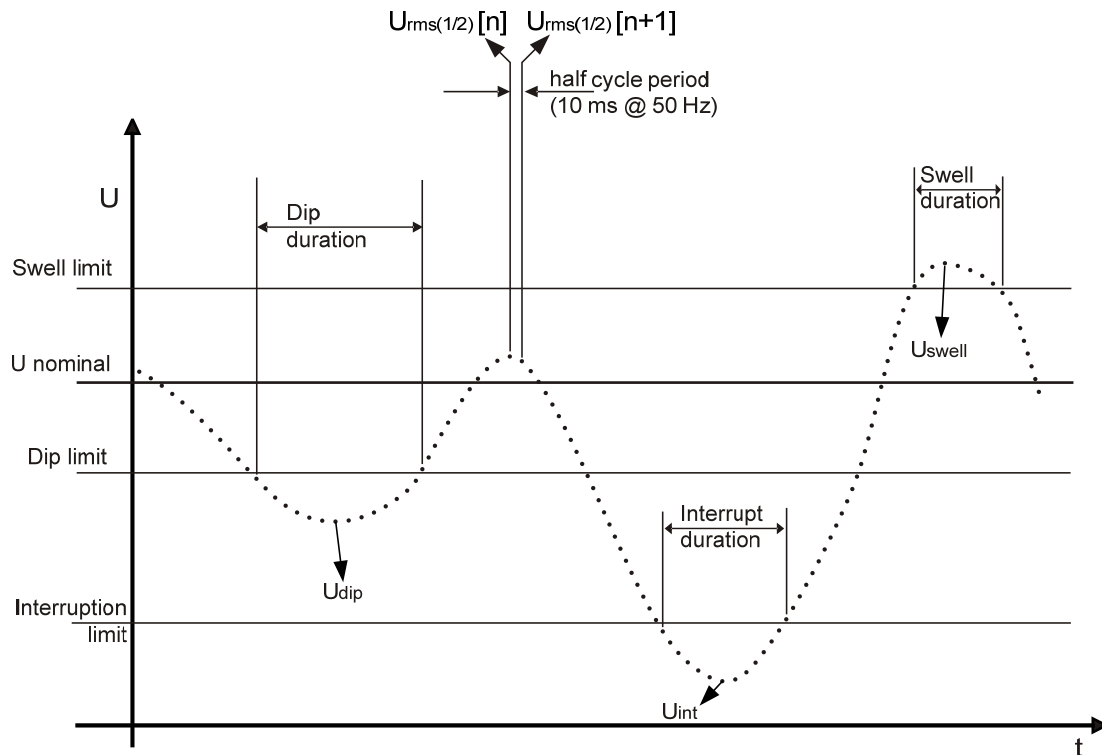 Urms(1/2) [n] Urms(1/2) [n+1]
half cycle period
(10 ms @ 50 Hz)
U
Dip
duration
Swell
duration
Swell limit
U nominal
Uswell
Dip limit
Interrupt
duration
Udip
Interruption
limit
Uint
t